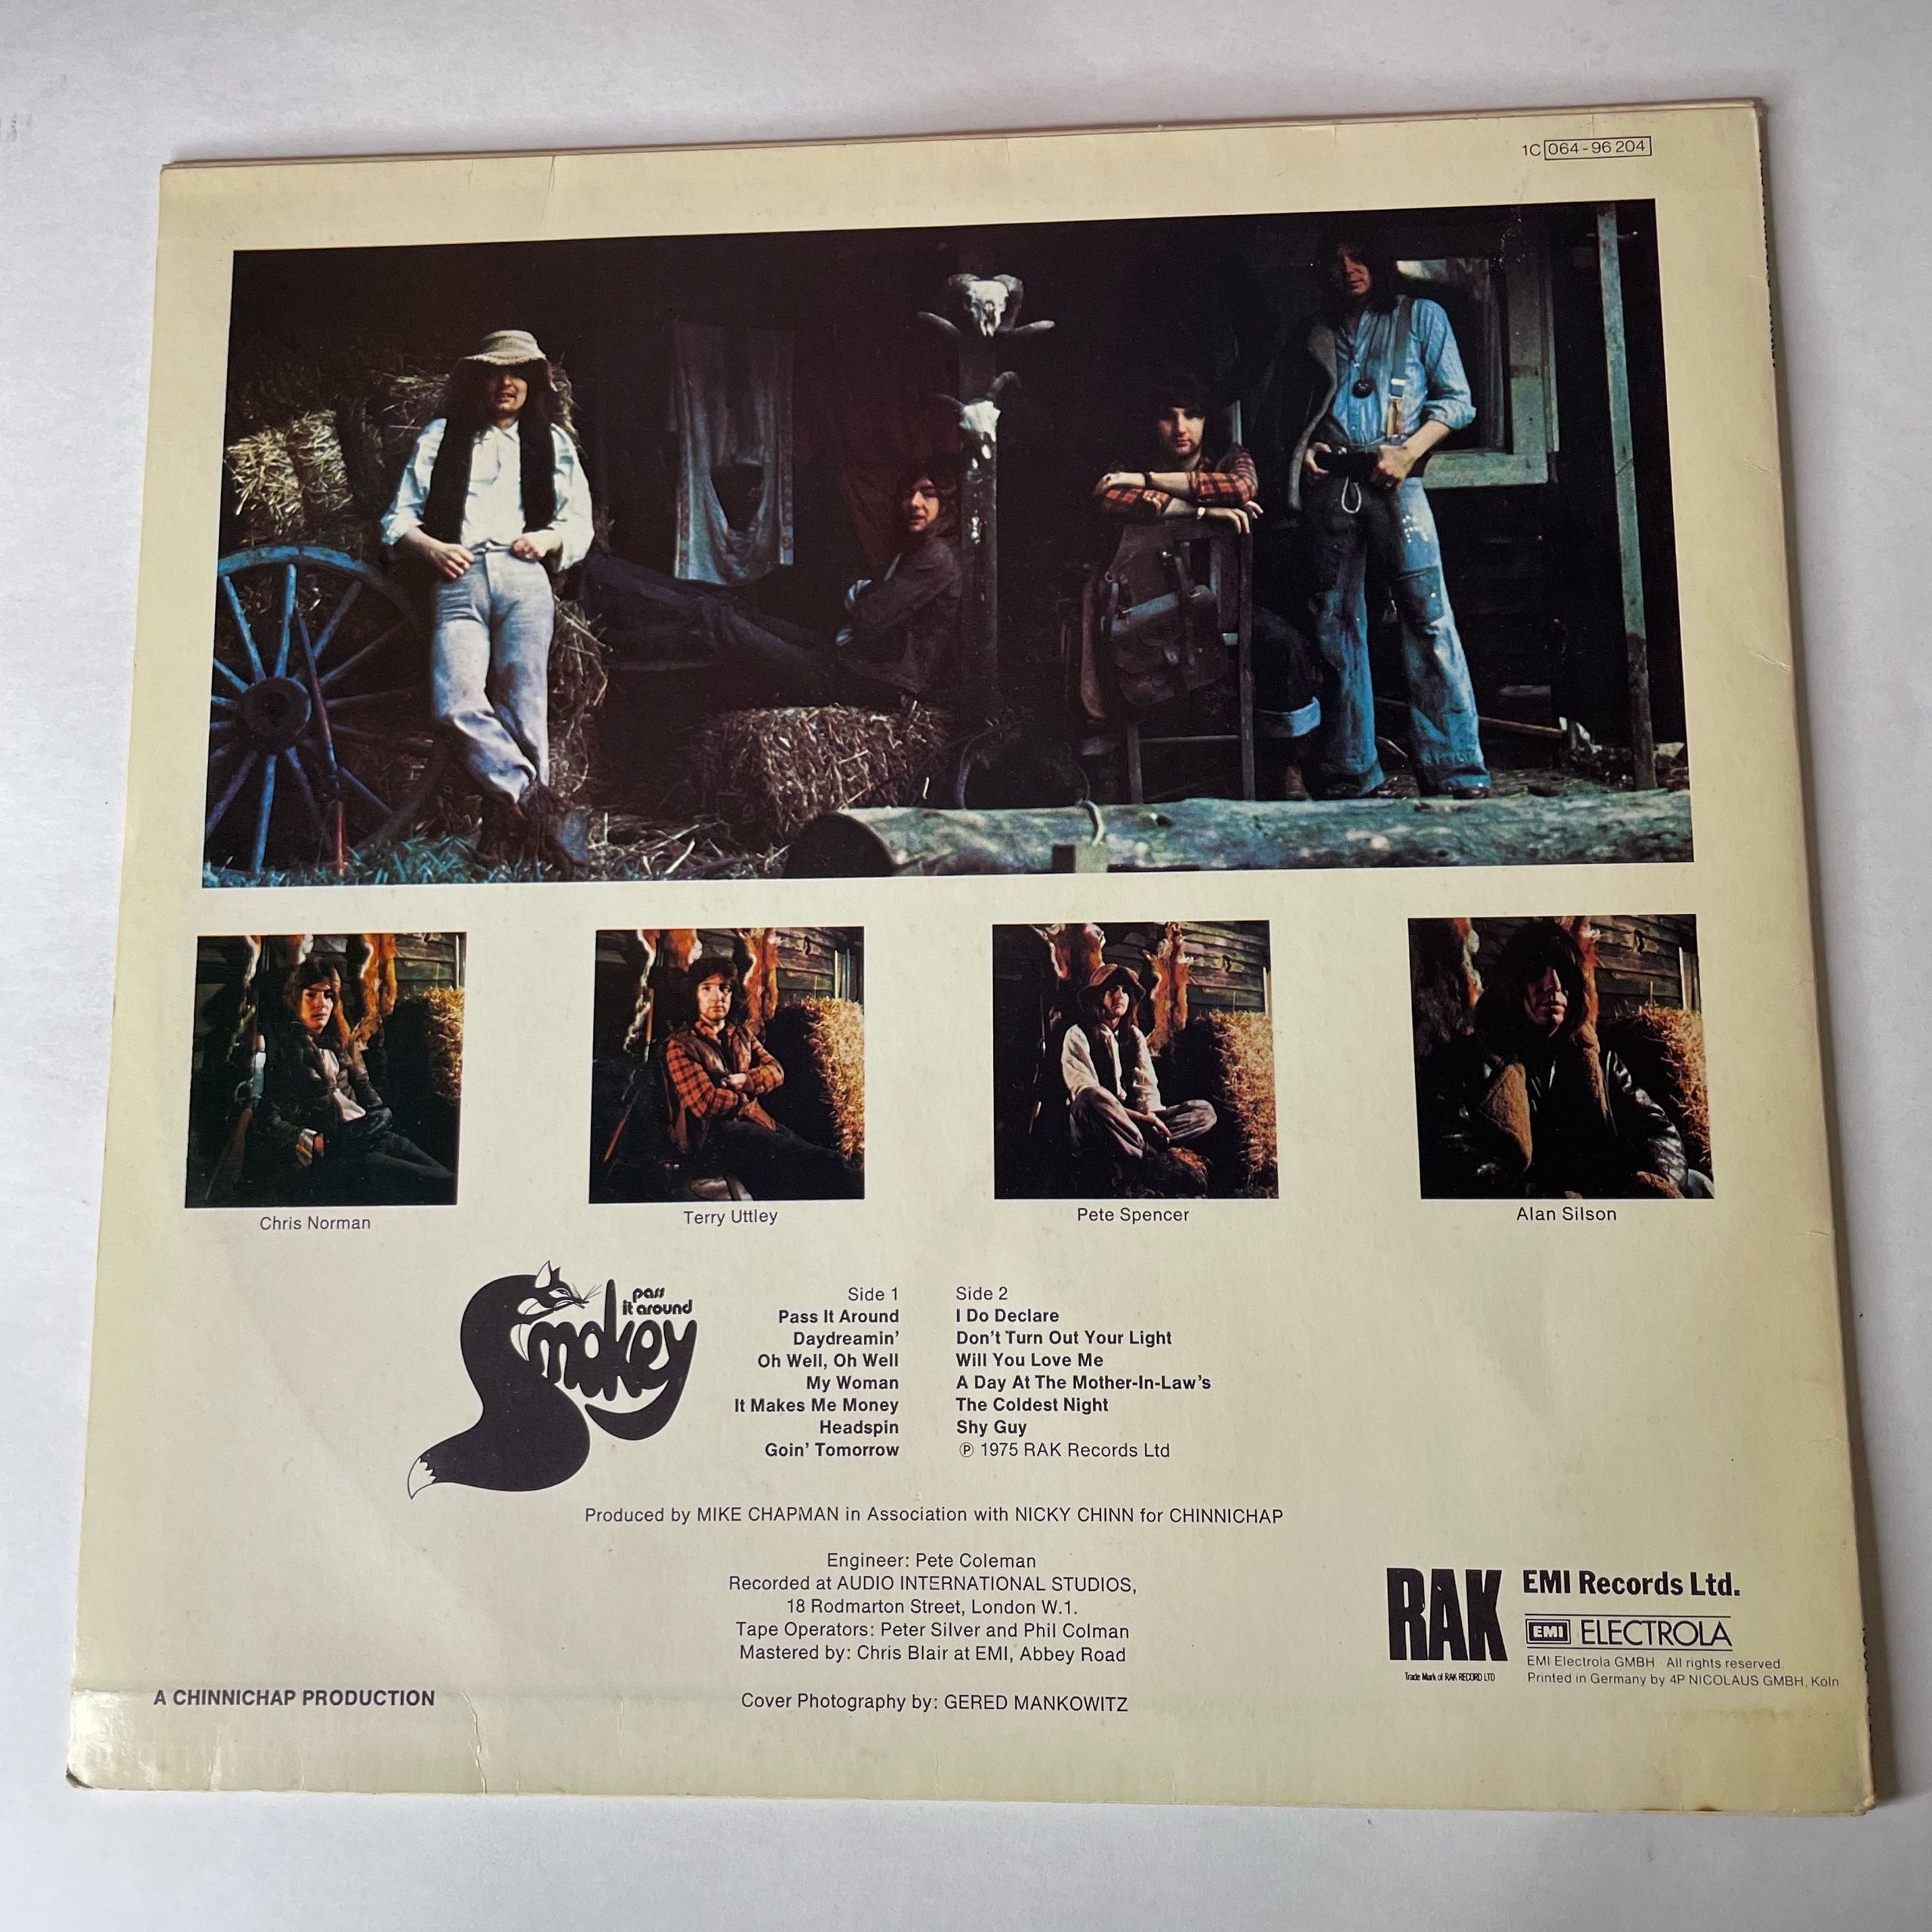 1C 064-96 204
Chris Norman
Terry Uttley
Pete Spencer
Alan Silson
pass
it around
Smokey
Side 1
Pass It Around
Daydreamin'
Oh Well, Oh Well
My Woman
It Makes Me Money
Headspin
Goin' Tomorrow
Side 2
I Do Declare
Don't Turn Out Your Light
Will You Love Me
A Day At The Mother-In-Law's
The Coldest Night
Shy Guy
℗ 1975 RAK Records Ltd
Produced by MIKE CHAPMAN in Association with NICKY CHINN for CHINNICHAP
Engineer: Pete Coleman
Recorded at AUDIO INTERNATIONAL STUDIOS,
18 Rodmarton Street, London W.1.
Tape Operators: Peter Silver and Phil Colman
Mastered by: Chris Blair at EMI, Abbey Road
Cover Photography by: GERED MANKOWITZ
A CHINNICHAP PRODUCTION
RAK
Trade Mark of RAK RECORD LTD
EMI Records Ltd.
EMI ELECTROLA
EMI Electrola GMBH All rights reserved.
Printed in Germany by 4P NICOLAUS GMBH, Köln